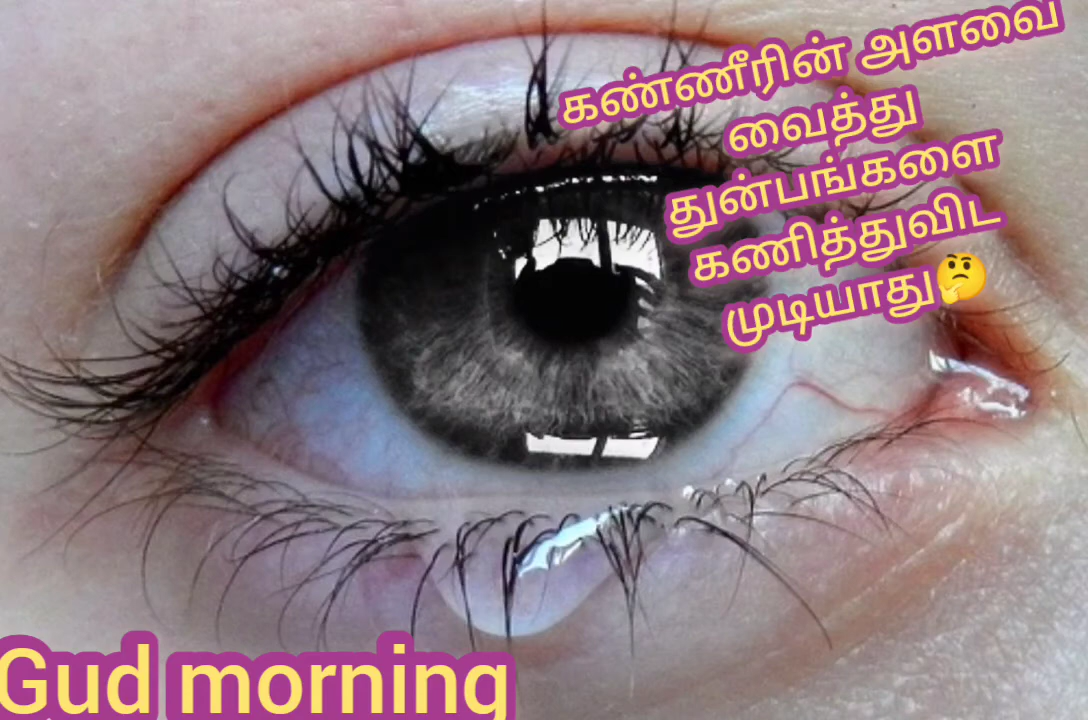 கண்ணீரின் அளவை
வைத்து
துன்பங்களை
கணித்துவிட
முடியாது🤔
Gud morning